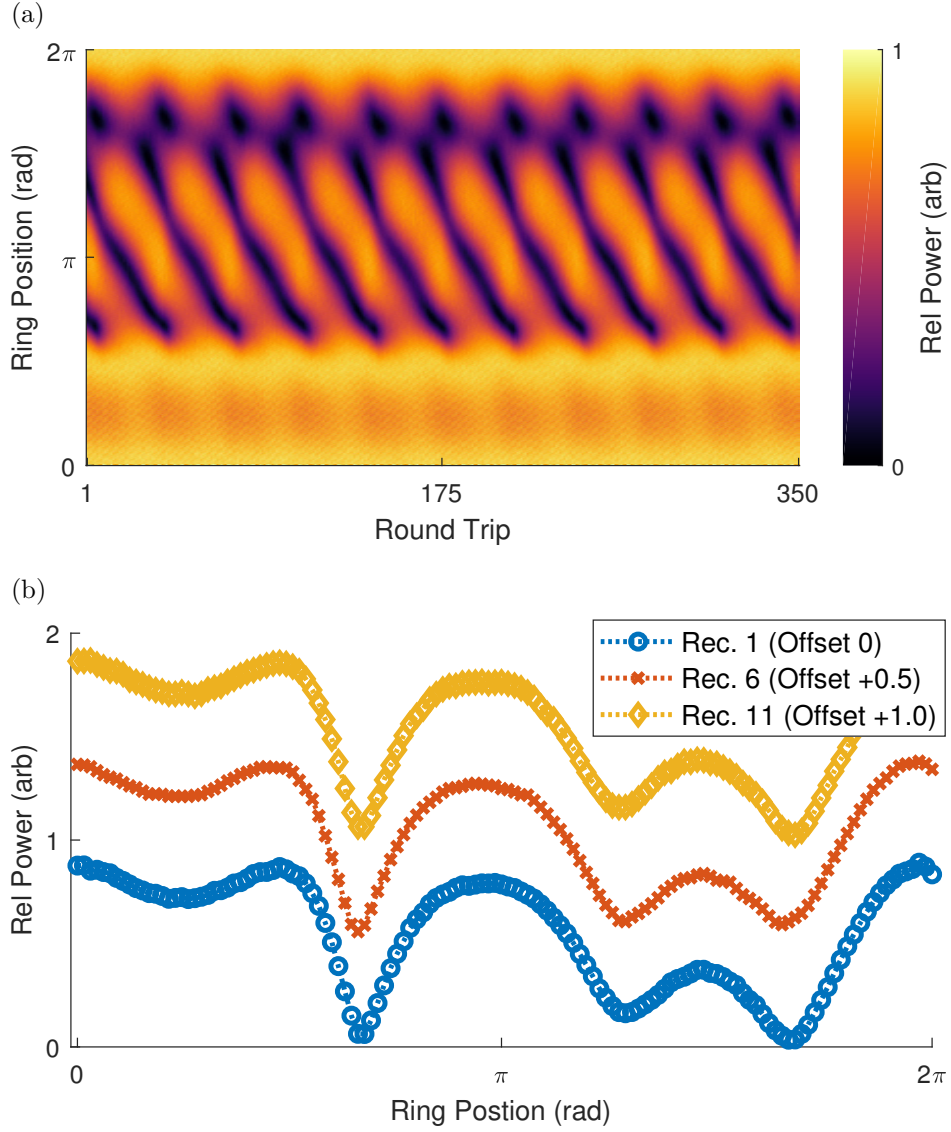 (a)
2π
π
0
Ring Position (rad)
1
175
350
Round Trip
1
0
Rel Power (arb)
(b)
2
1
0
Rel Power (arb)
Rec. 1 (Offset 0)
Rec. 6 (Offset +0.5)
Rec. 11 (Offset +1.0)
0
π
2π
Ring Postion (rad)